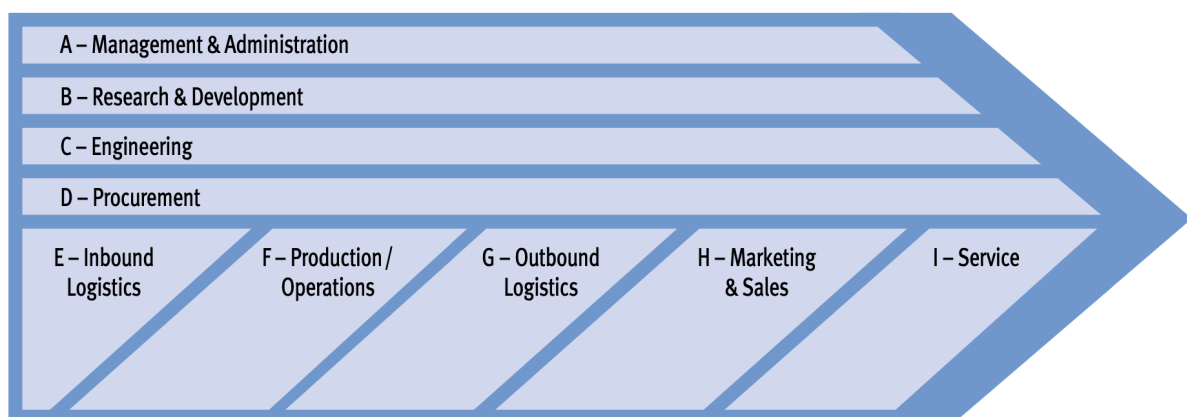 A – Management & Administration
B – Research & Development
C – Engineering
D – Procurement
E – Inbound
Logistics
F – Production /
Operations
G – Outbound
Logistics
H – Marketing
& Sales
I – Service